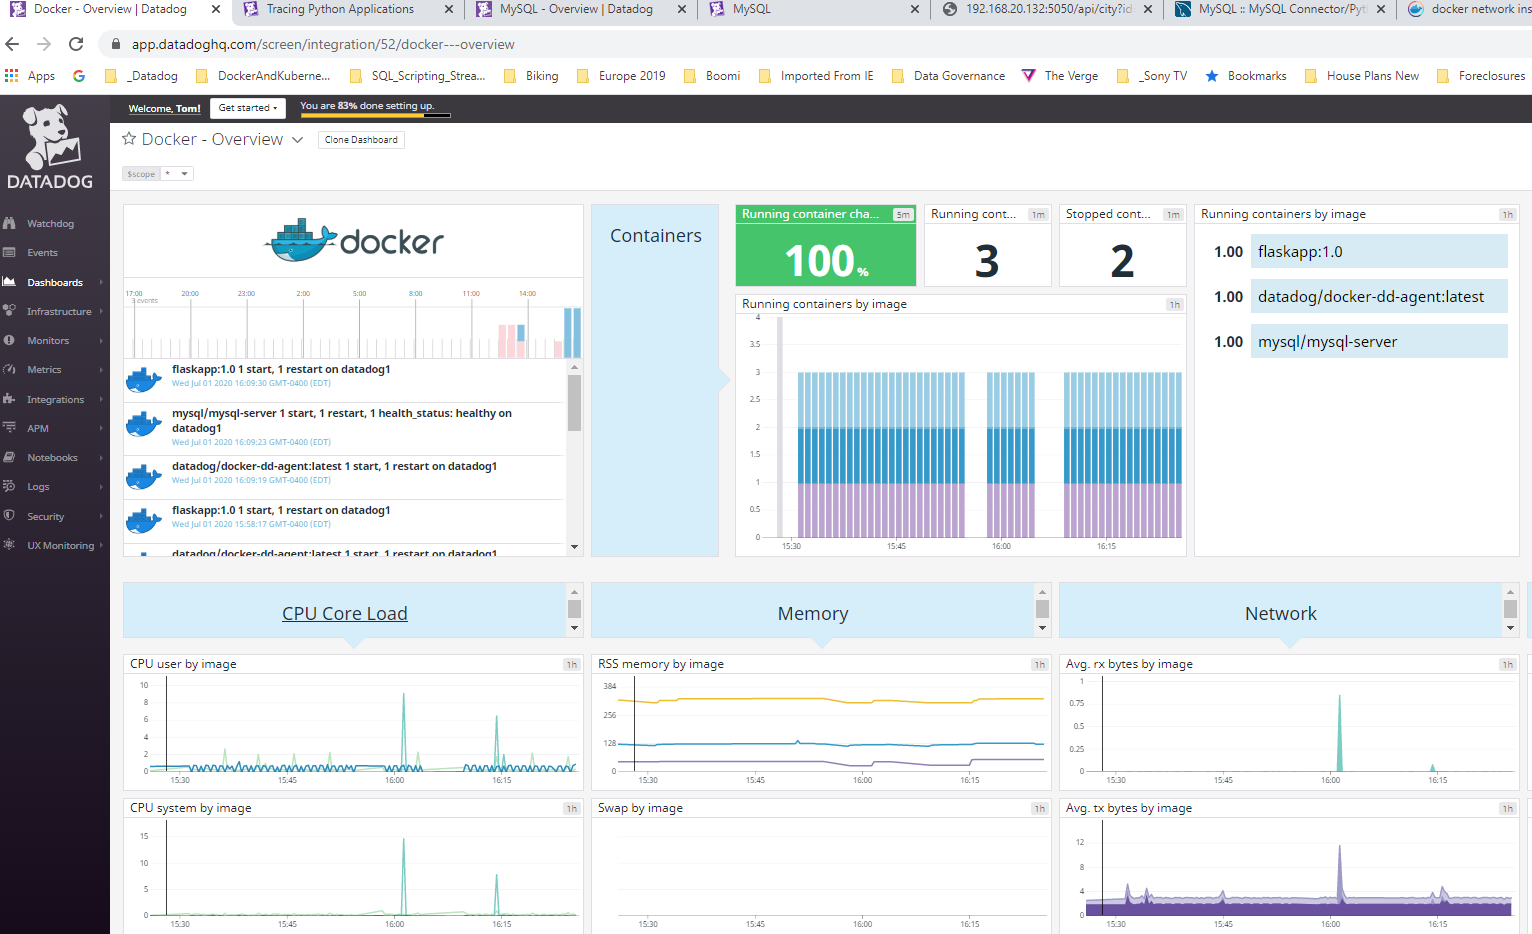 Docker - Overview | Datadog
Tracing Python Applications
MySQL - Overview | Datadog
MySQL
192.168.20.132:5050/api/city?id
MySQL :: MySQL Connector/Pyt
docker network ins
app.datadoghq.com/screen/integration/52/docker---overview
Apps
_Datadog
DockerAndKuberne...
SQL_Scripting_Strea...
Biking
Europe 2019
Boomi
Imported From IE
Data Governance
The Verge
_Sony TV
Bookmarks
House Plans New
Foreclosures
Welcome, Tom!
Get started
You are 83% done setting up.
DATADOG
Watchdog
Events
Dashboards
Infrastructure
Monitors
Metrics
Integrations
APM
Notebooks
Logs
Security
UX Monitoring
Docker - Overview
Clone Dashboard
$scope *
docker
17:00 20:00 23:00 2:00 5:00 8:00 11:00 14:00
3 events
flaskapp:1.0 1 start, 1 restart on datadog1
Wed Jul 01 2020 16:09:30 GMT-0400 (EDT)
mysql/mysql-server 1 start, 1 restart, 1 health_status: healthy on
datadog1
Wed Jul 01 2020 16:09:23 GMT-0400 (EDT)
datadog/docker-dd-agent:latest 1 start, 1 restart on datadog1
Wed Jul 01 2020 16:09:19 GMT-0400 (EDT)
flaskapp:1.0 1 start, 1 restart on datadog1
Wed Jul 01 2020 15:58:17 GMT-0400 (EDT)
datadog/docker-dd-agent:latest 1 start, 1 restart on datadog1
Containers
Running container cha... 5m
100 %
Running cont... 1m
3
Stopped cont... 1m
2
Running containers by image 1h
4
3.5
3
2.5
2
1.5
1
0.5
0
15:30 15:45 16:00 16:15
Running containers by image 1h
1.00 flaskapp:1.0
1.00 datadog/docker-dd-agent:latest
1.00 mysql/mysql-server
CPU Core Load
CPU user by image 1h
10
8
6
4
2
0
15:30 15:45 16:00 16:15
CPU system by image 1h
15
10
5
0
15:30 15:45 16:00 16:15
Memory
RSS memory by image 1h
384
256
128
0
15:30 15:45 16:00 16:15
Swap by image 1h
15:30 15:45 16:00 16:15
Network
Avg. rx bytes by image 1h
1
0.75
0.5
0.25
0
15:30 15:45 16:00 16:15
Avg. tx bytes by image 1h
12
8
4
0
15:30 15:45 16:00 16:15